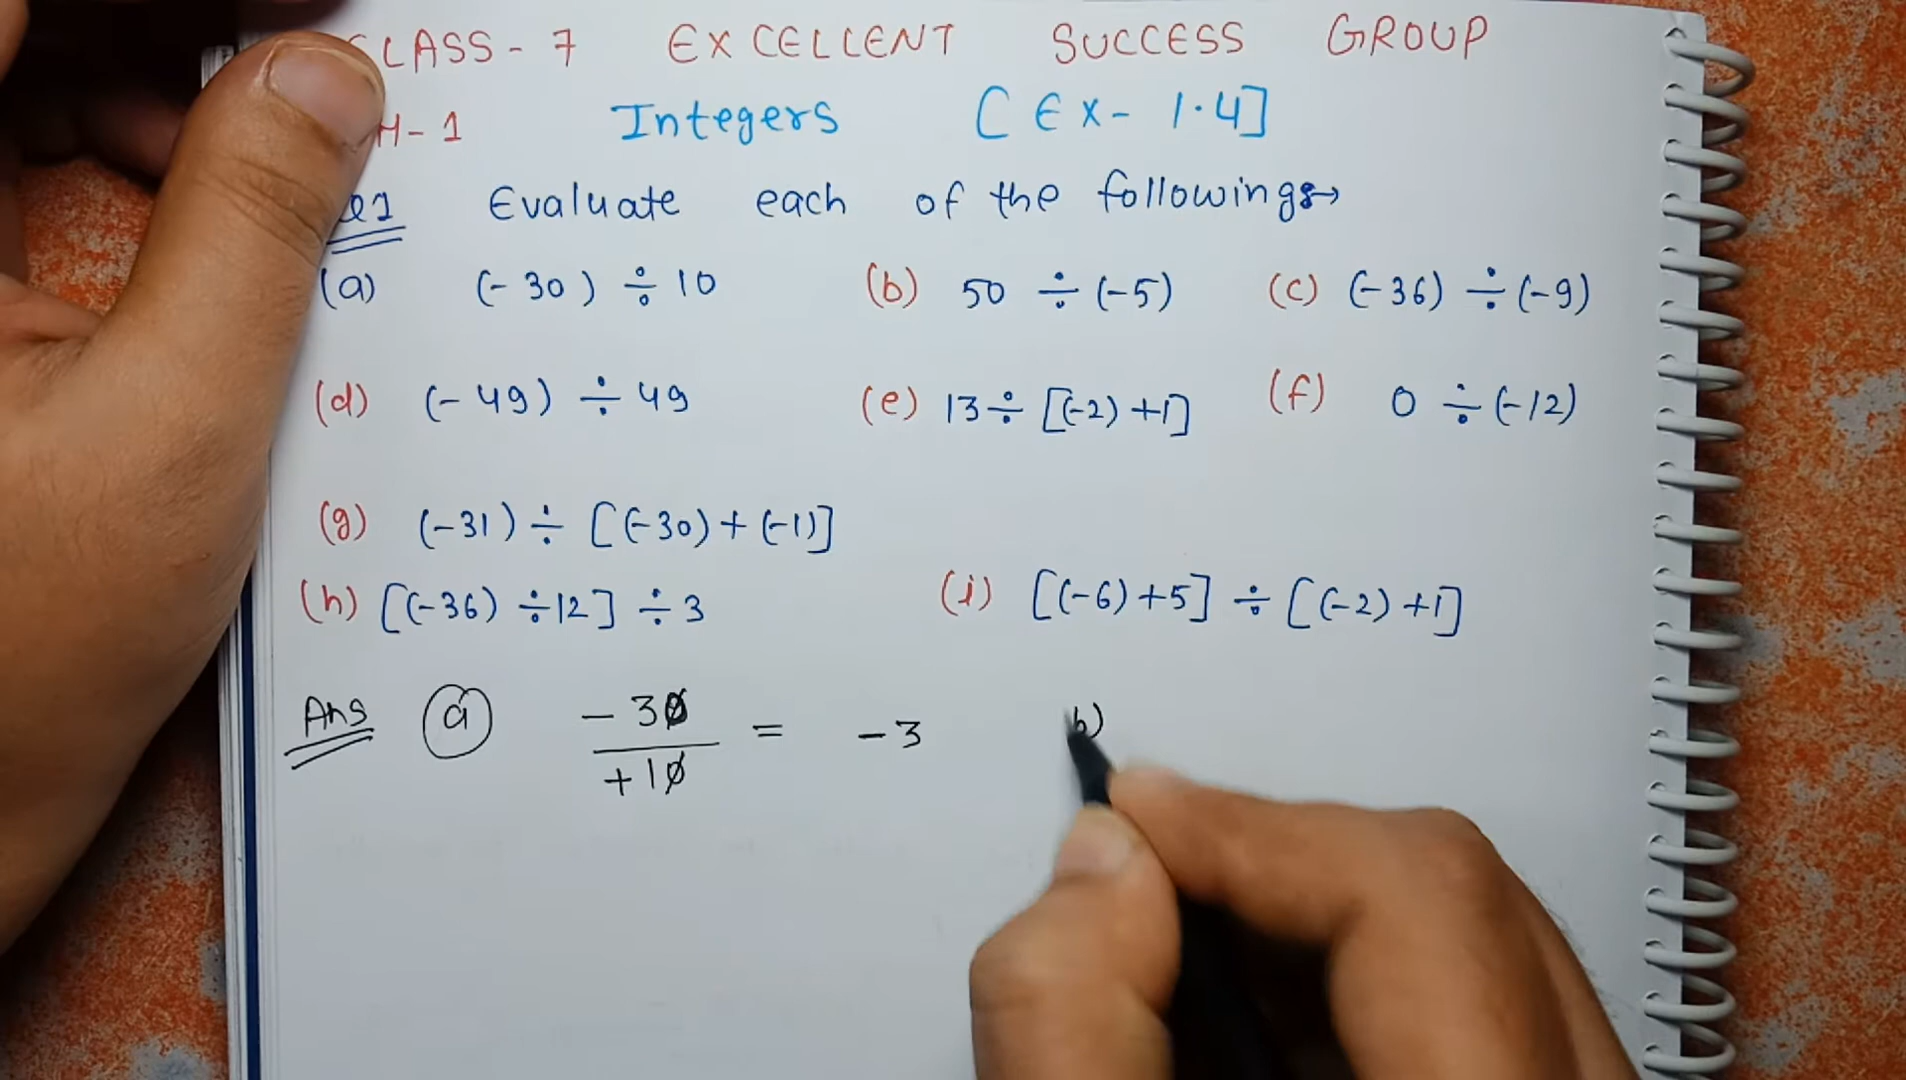 CLASS - 7 EXCELLENT SUCCESS GROUP
H - 1 Integers [EX- 1.4]
Q1 Evaluate each of the followings→
(a) (-30) ÷ 10 (b) 50 ÷ (-5) (c) (-36) ÷ (-9)
(d) (-49) ÷ 49 (e) 13 ÷ [(-2) +1] (f) 0 ÷ (-12)
(g) (-31) ÷ [(-30) + (-1)]
(h) [(-36) ÷12] ÷ 3 (i) [(-6)+5] ÷ [(-2) +1]
Ans a -30/+10 = -3 b)